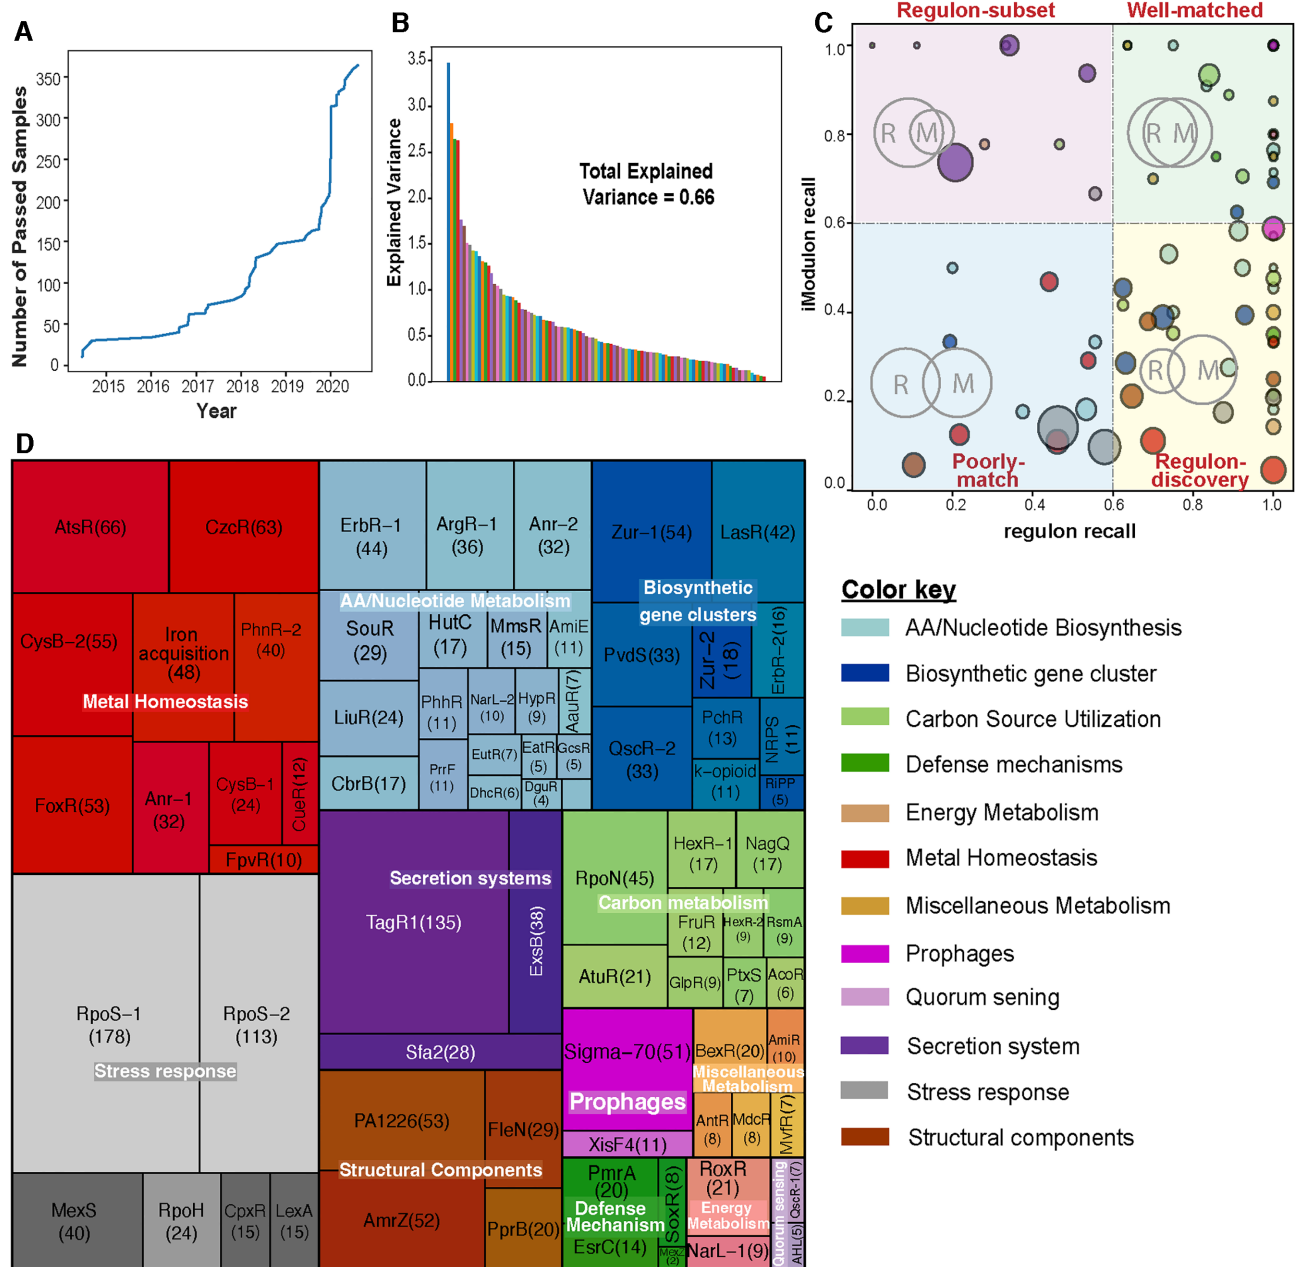 A
Number of Passed Samples
350
300
250
200
150
100
50
0
2015 2016 2017 2018 2019 2020
Year
B
Explained Variance
3.5
3.0
2.5
2.0
1.5
1.0
0.5
0.0
Total Explained
Variance = 0.66
C
Regulon-subset
Well-matched
iModulon recall
1.0
0.8
0.6
0.4
0.2
0.0
R M
R M
R M
R M
Poorly-
match
Regulon-
discovery
0.0 0.2 0.4 0.6 0.8 1.0
regulon recall
D
AtsR(66)
CzcR(63)
CysB-2(55)
Iron
acquisition
(48)
PhnR-2
(40)
Metal Homeostasis
FoxR(53)
Anr-1
(32)
CysB-1
(24)
CueR(12)
FpvR(10)
RpoS-1
(178)
RpoS-2
(113)
Stress response
MexS
(40)
RpoH
(24)
CpxR
(15)
LexA
(15)
ErbR-1
(44)
ArgR-1
(36)
Anr-2
(32)
AA/Nucleotide Metabolism
SouR
(29)
HutC
(17)
MmsR
(15)
AmiE
(11)
LiuR(24)
PhhR
(11)
NarL-2
(10)
HypR
(9)
AauR(7)
CbrB(17)
PrrF
(11)
EutR(7)
EatR
(5)
GcsR
(5)
DhcR(6)
DguR
(4)
Zur-1(54)
LasR(42)
Biosynthetic
gene clusters
PvdS(33)
Zur-2
(18)
ErbR-2(16)
QscR-2
(33)
PchR
(13)
NRPS
(11)
k-opioid
(11)
RiPP
(5)
Secretion systems
TagR1(135)
ExsB(38)
Sfa2(28)
PA1226(53)
FleN(29)
Structural Components
AmrZ(52)
PprB(20)
RpoN(45)
HexR-1
(17)
NagQ
(17)
Carbon metabolism
FruR
(12)
HexR-2
(9)
RsmA
(9)
AtuR(21)
GlpR(9)
PtxS
(7)
AcoR
(6)
Sigma-70(51)
Prophages
XisF4(11)
BexR(20)
AmiR
(10)
Miscellaneous
Metabolism
AntR
(8)
MdcR
(8)
MvfR(7)
PmrA
(20)
SoxR(8)
Defense
Mechanism
EsrC(14)
MexZ
(2)
RoxR
(21)
Energy
Metabolism
NarL-1(9)
Quorum sensing
QscR-1(7)
AHL(5)
Color key
AA/Nucleotide Biosynthesis
Biosynthetic gene cluster
Carbon Source Utilization
Defense mechanisms
Energy Metabolism
Metal Homeostasis
Miscellaneous Metabolism
Prophages
Quorum sening
Secretion system
Stress response
Structural components